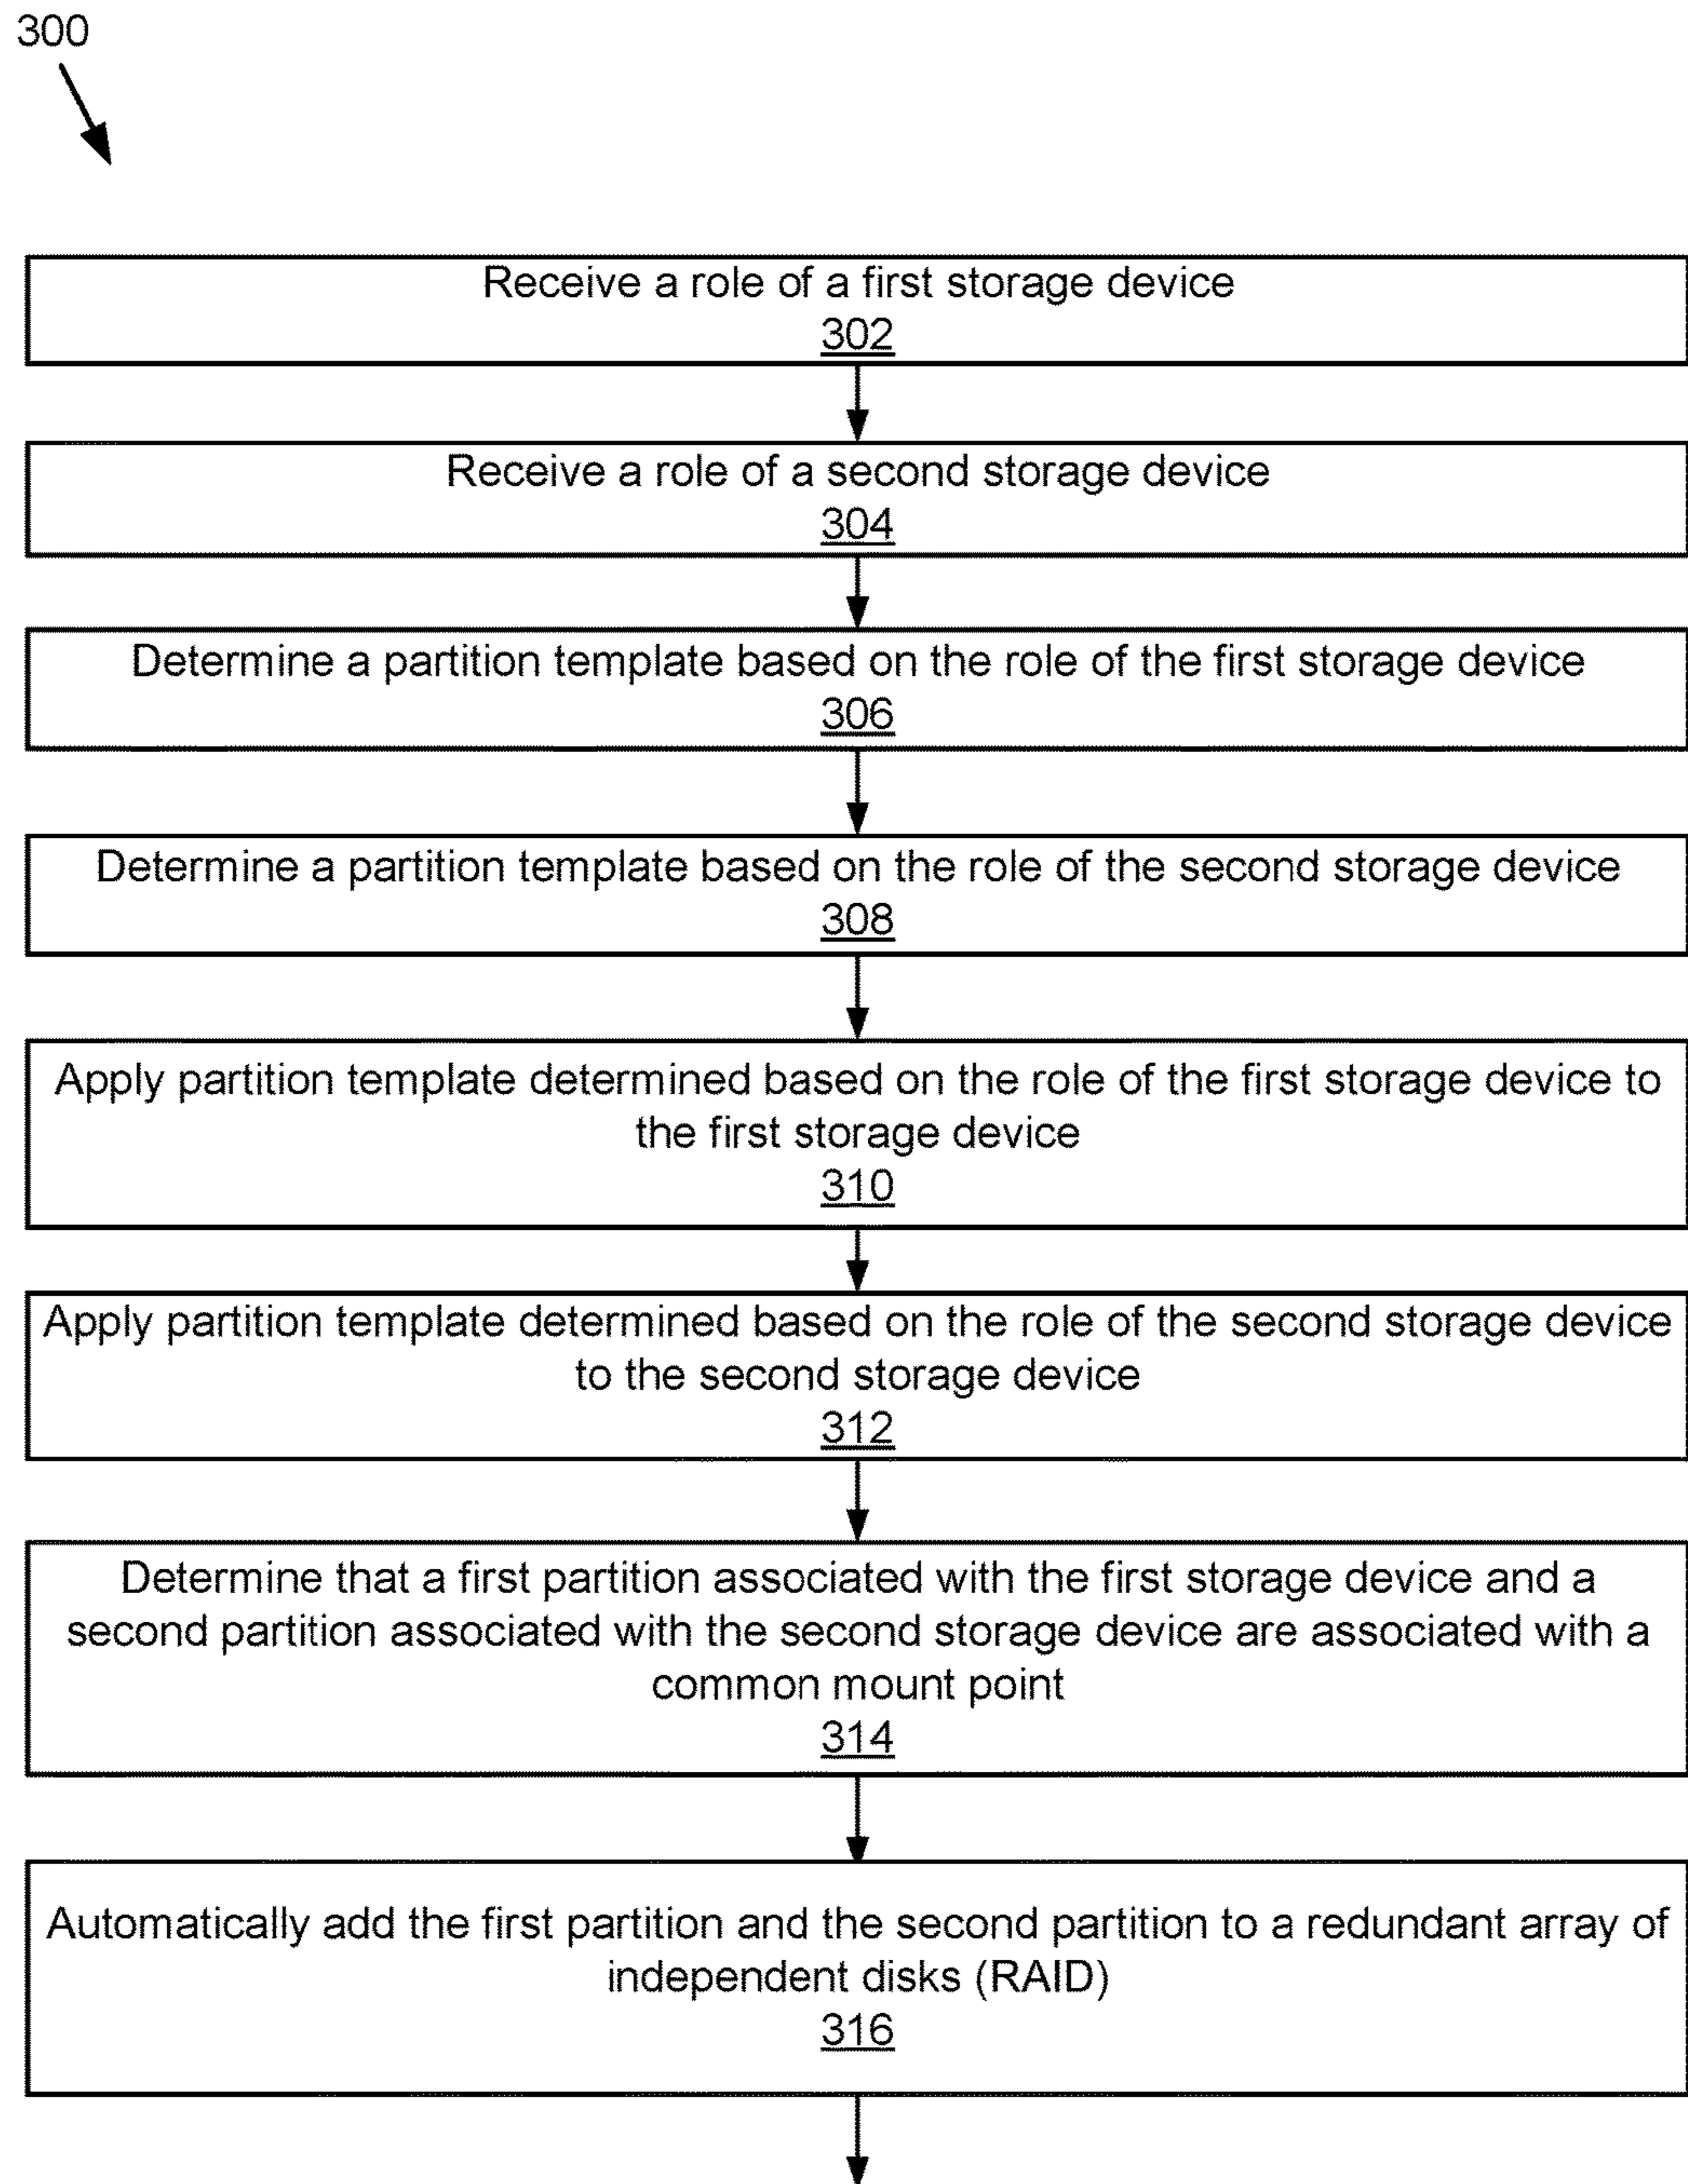 300
Receive a role of a first storage device
302
Receive a role of a second storage device
304
Determine a partition template based on the role of the first storage device
306
Determine a partition template based on the role of the second storage device
308
Apply partition template determined based on the role of the first storage device to
the first storage device
310
Apply partition template determined based on the role of the second storage device
to the second storage device
312
Determine that a first partition associated with the first storage device and a
second partition associated with the second storage device are associated with a
common mount point
314
Automatically add the first partition and the second partition to a redundant array of
independent disks (RAID)
316